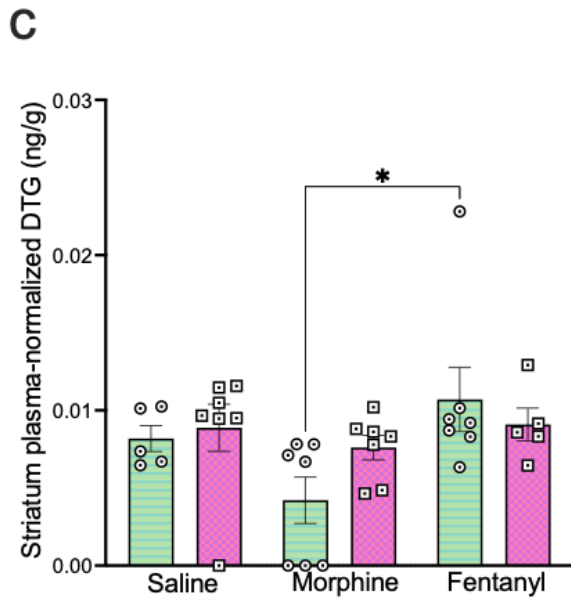 C
Striatum plasma-normalized DTG (ng/g)
0.03
0.02
0.01
0.00
*
Saline Morphine Fentanyl